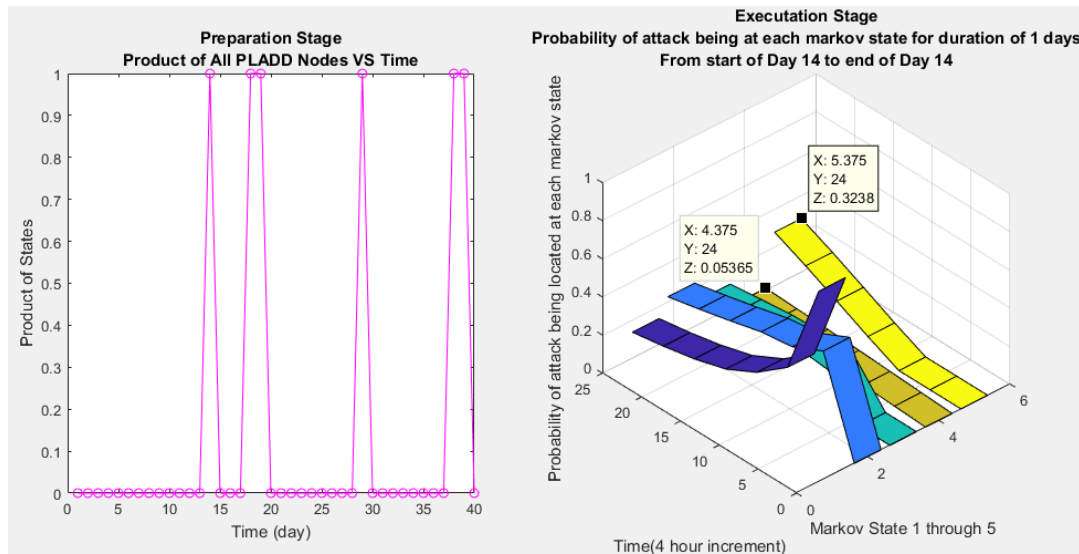 Preparation Stage
Product of All PLADD Nodes VS Time
Product of States
1
0.9
0.8
0.7
0.6
0.5
0.4
0.3
0.2
0.1
0
0 5 10 15 20 25 30 35 40
Time (day)
Executation Stage
Probability of attack being at each markov state for duration of 1 days
From start of Day 14 to end of Day 14
Probability of attack being located at each markov state
1
0.8
0.6
0.4
0.2
0
X: 5.375
Y: 24
Z: 0.3238
X: 4.375
Y: 24
Z: 0.05365
25
20
15
10
5
0
0
2
4
6
Time(4 hour increment)
Markov State 1 through 5